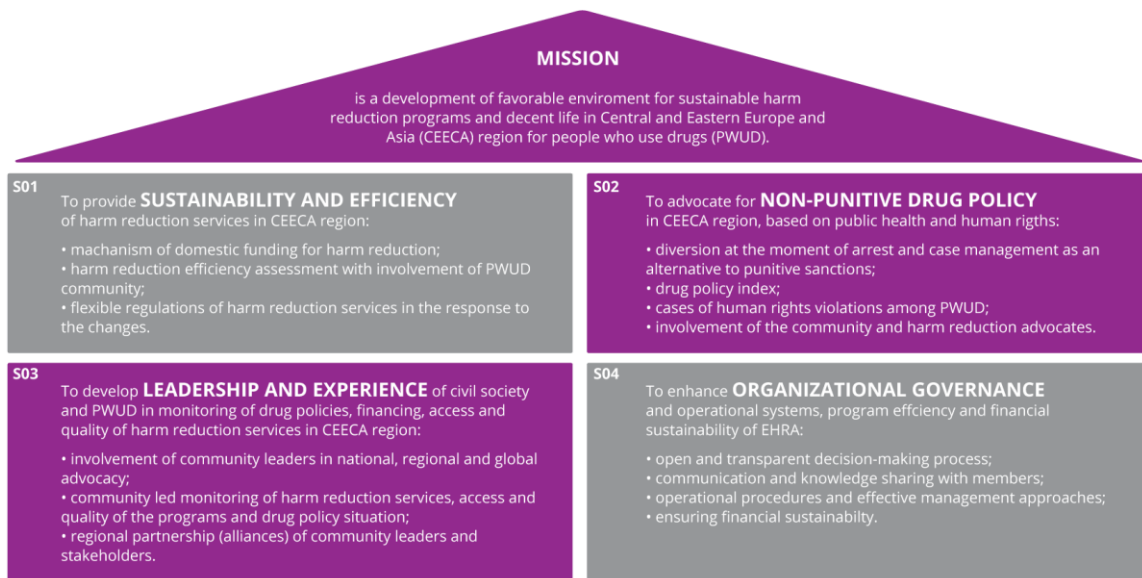 MISSION
is a development of favorable enviroment for sustainable harm
reduction programs and decent life in Central and Eastern Europe and
Asia (CEECA) region for people who use drugs (PWUD).
S01
To provide SUSTAINABILITY AND EFFICIENCY
of harm reduction services in CEECA region:
• machanism of domestic funding for harm reduction;
• harm reduction efficiency assessment with involvement of PWUD
community;
• flexible regulations of harm reduction services in the response to
the changes.
S02
To advocate for NON-PUNITIVE DRUG POLICY
in CEECA region, based on public health and human rigths:
• diversion at the moment of arrest and case management as an
alternative to punitive sanctions;
• drug policy index;
• cases of human rights violations among PWUD;
• involvement of the community and harm reduction advocates.
S03
To develop LEADERSHIP AND EXPERIENCE of civil society
and PWUD in monitoring of drug policies, financing, access and
quality of harm reduction services in CEECA region:
• involvement of community leaders in national, regional and global
advocacy;
• community led monitoring of harm reduction services, access and
quality of the programs and drug policy situation;
• regional partnership (alliances) of community leaders and
stakeholders.
S04
To enhance ORGANIZATIONAL GOVERNANCE
and operational systems, program effciency and financial
sustainability of EHRA:
• open and transparent decision-making process;
• communication and knowledge sharing with members;
• operational procedures and effective management approaches;
• ensuring financial sustainabilty.